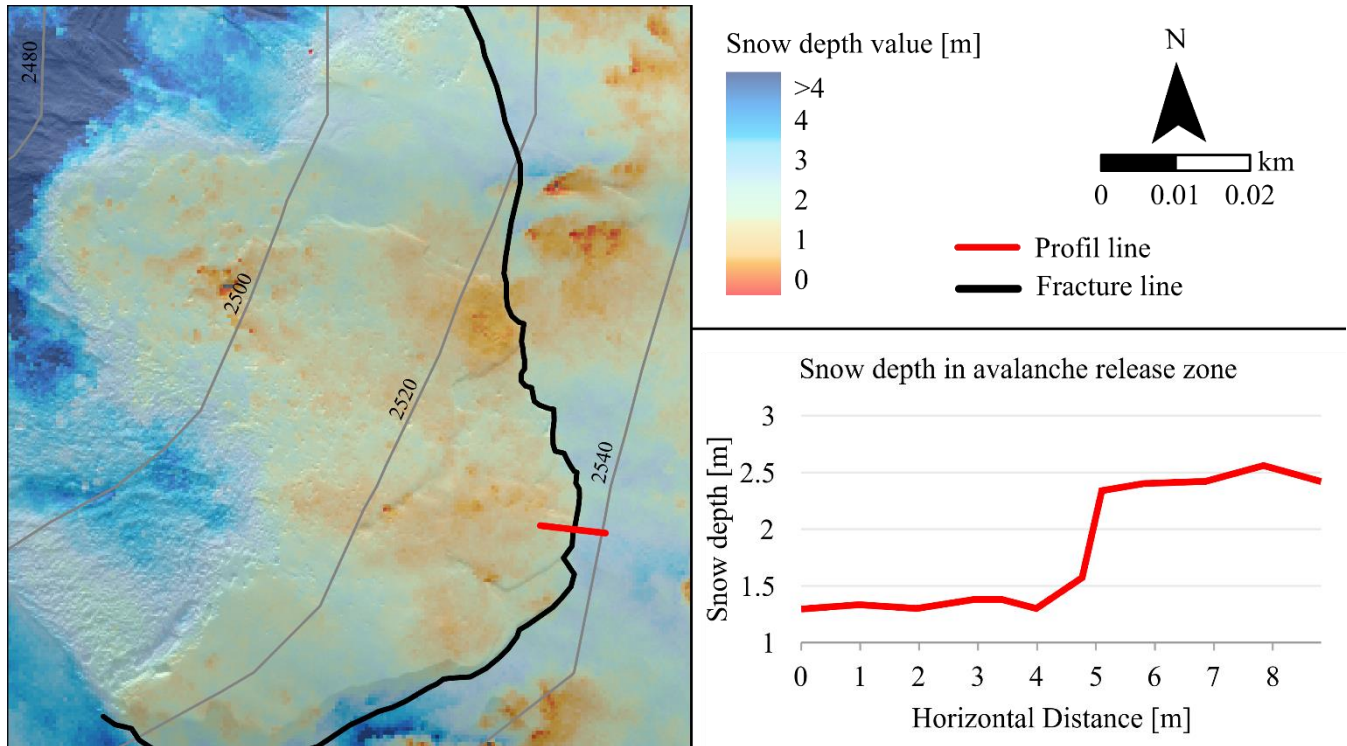 2480
2500
2520
2540
Snow depth value [m]
>4
4
3
2
1
0
N
km
0 0.01 0.02
Profil line
Fracture line
Snow depth in avalanche release zone
Snow depth [m]
3
2.5
2
1.5
1
0 1 2 3 4 5 6 7 8
Horizontal Distance [m]